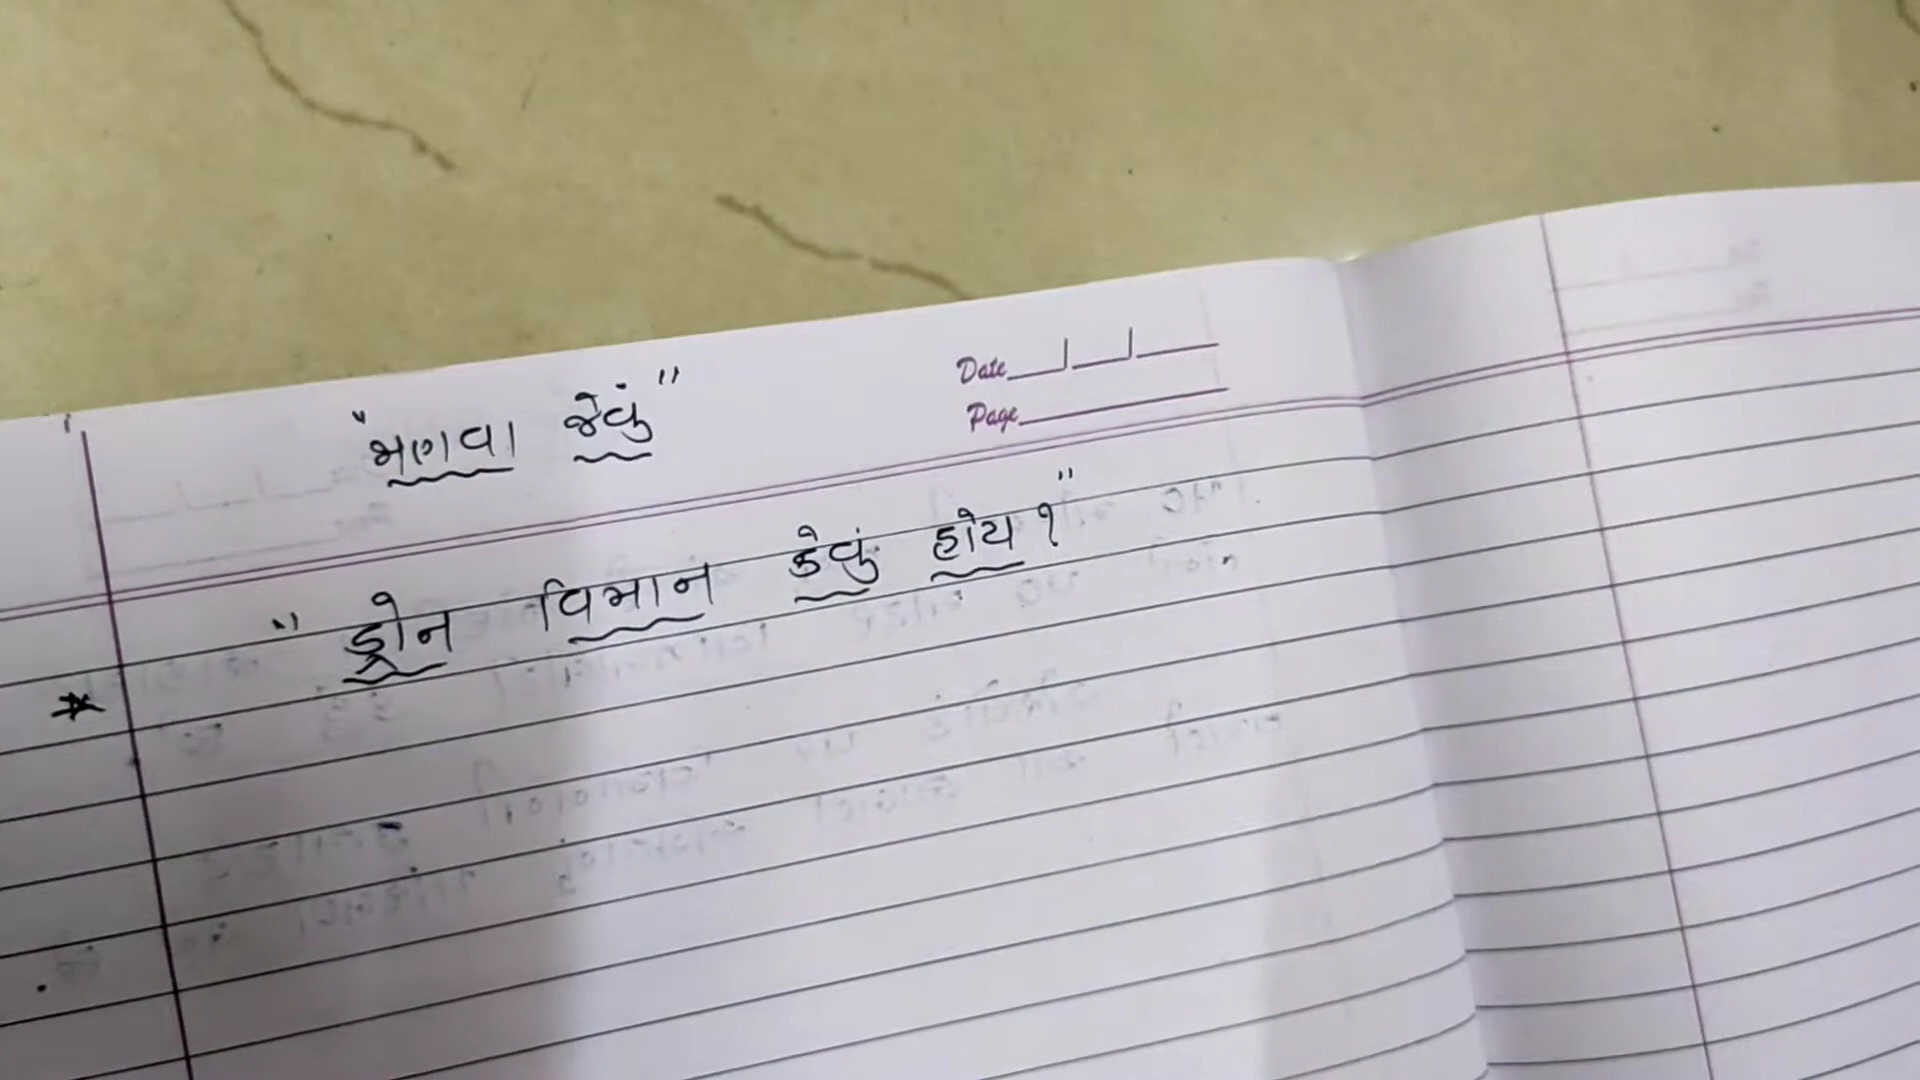 "ભણવા જેવું"
Date
Page
" ડ્રોન વિમાન કેવું હોય ? "
*